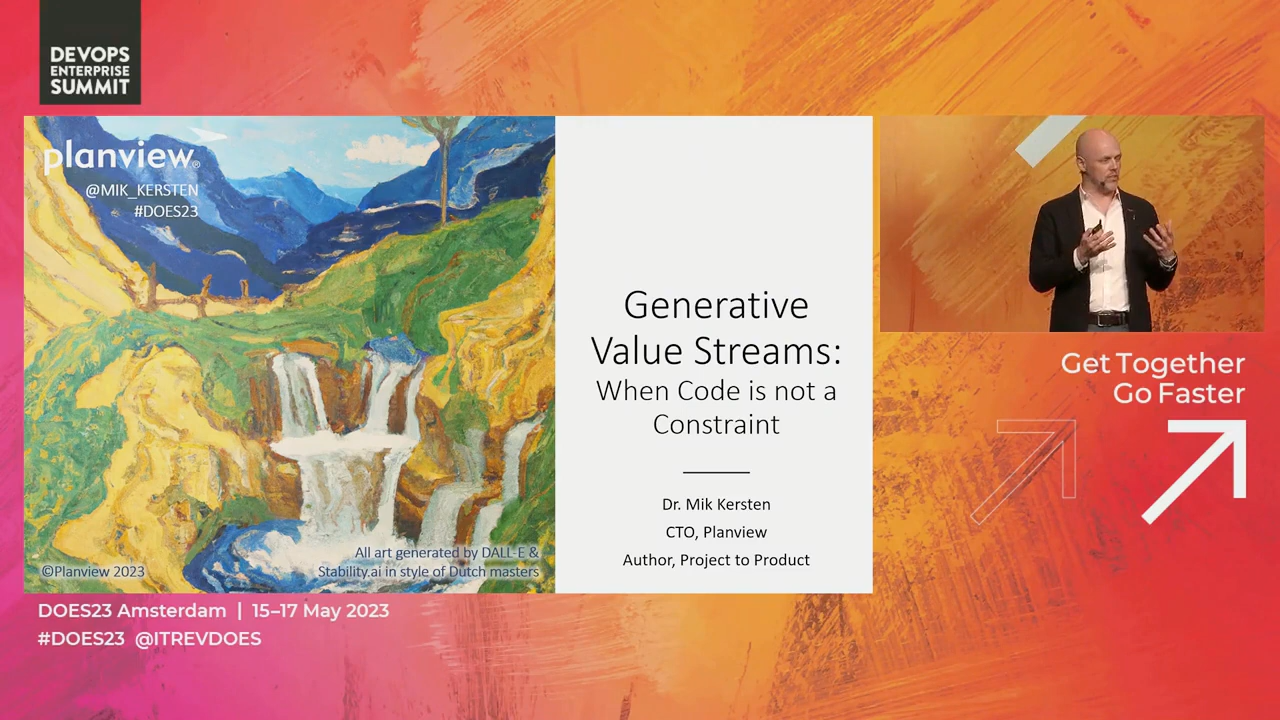 DEVOPS
ENTERPRISE
SUMMIT
planview®
@MIK_KERSTEN
#DOES23
All art generated by DALL-E &
Stability.ai in style of Dutch masters
©Planview 2023
Generative
Value Streams:
When Code is not a
Constraint
Dr. Mik Kersten
CTO, Planview
Author, Project to Product
Get Together
Go Faster
DOES23 Amsterdam | 15–17 May 2023
#DOES23 @ITREVDOES